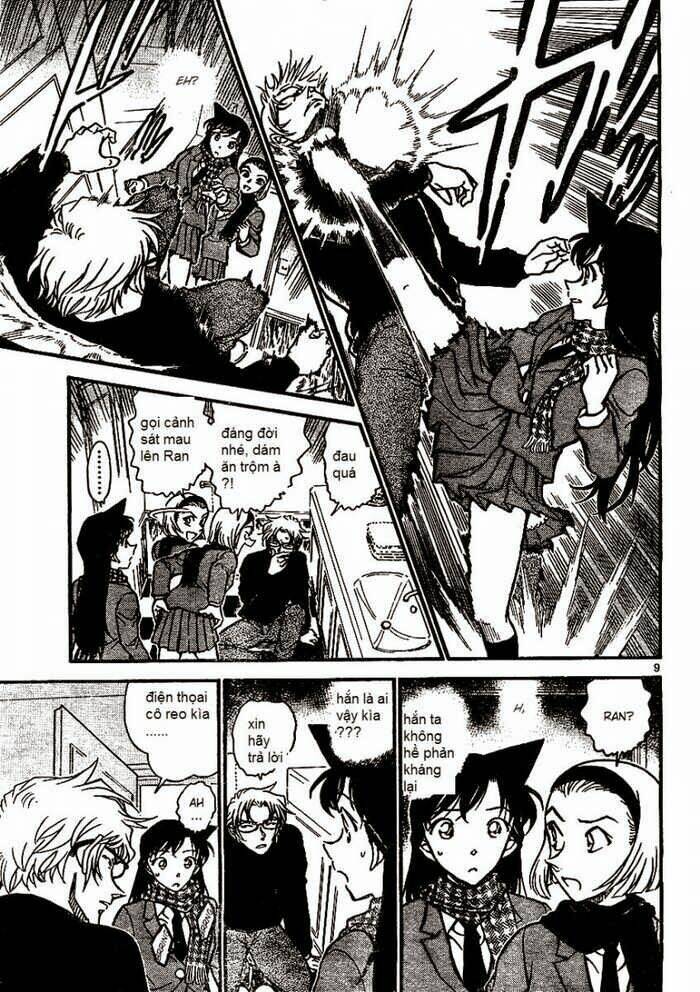 EH?
đau
quá
đáng đời
nhé, dám
ăn trộm à
?!
gọi cảnh
sát mau
lên Ran
........
9
RAN?
H,
hắn ta
không
hề phản
kháng
lại
hắn là ai
vậy kìa
???
xin
hãy
trả lời
điện thọai
cô reo kìa
......
AH
...